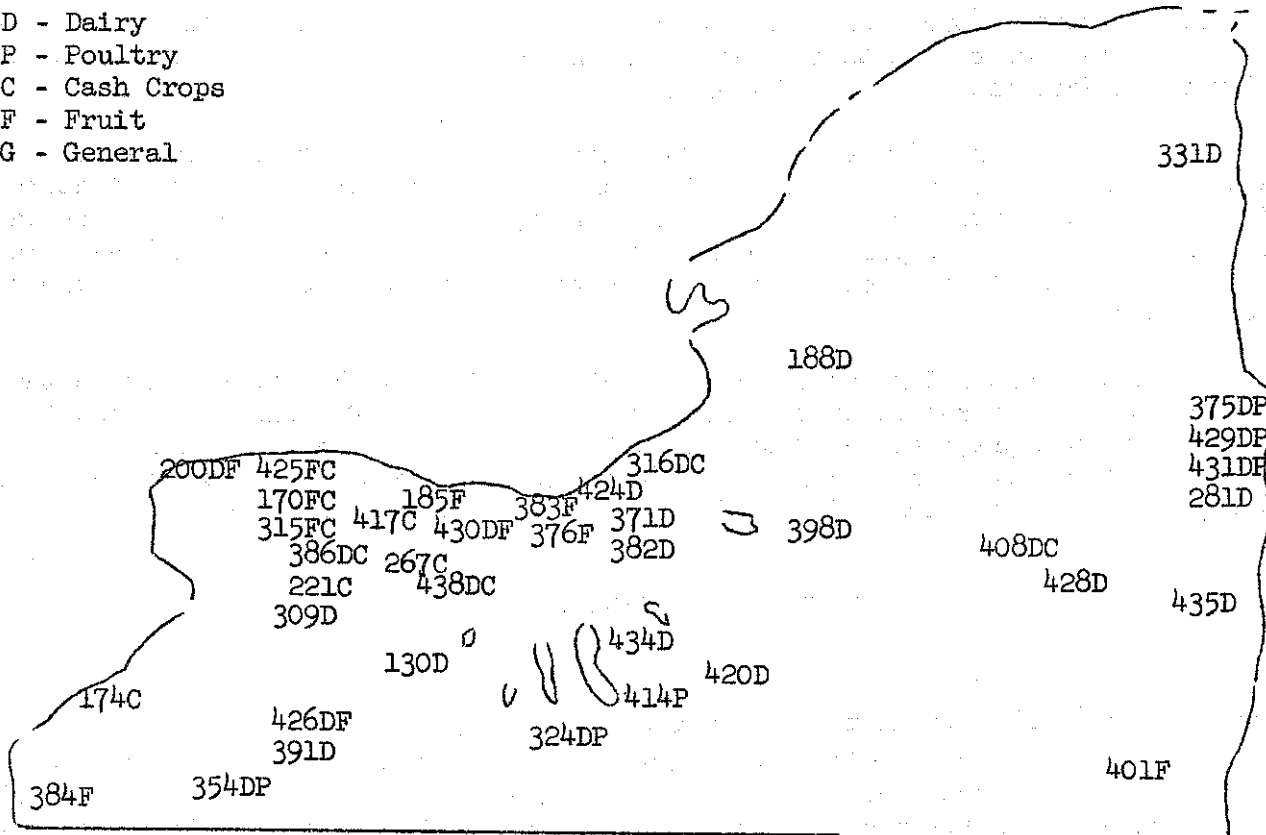 D - Dairy
P - Poultry
C - Cash Crops
F - Fruit
G - General
331D
188D
375DP
429DP
200DF 425FC 316DC 431DP
170FC 185F 383F 424D 281D
315FC 417C 430DF 376F 371D 398D
386DC 267C 382D 408DC
221C 438DC 428D
309D 435D
130D 434D 420D
174C 414P
426DF 324DP
391D 401F
384F 354DP